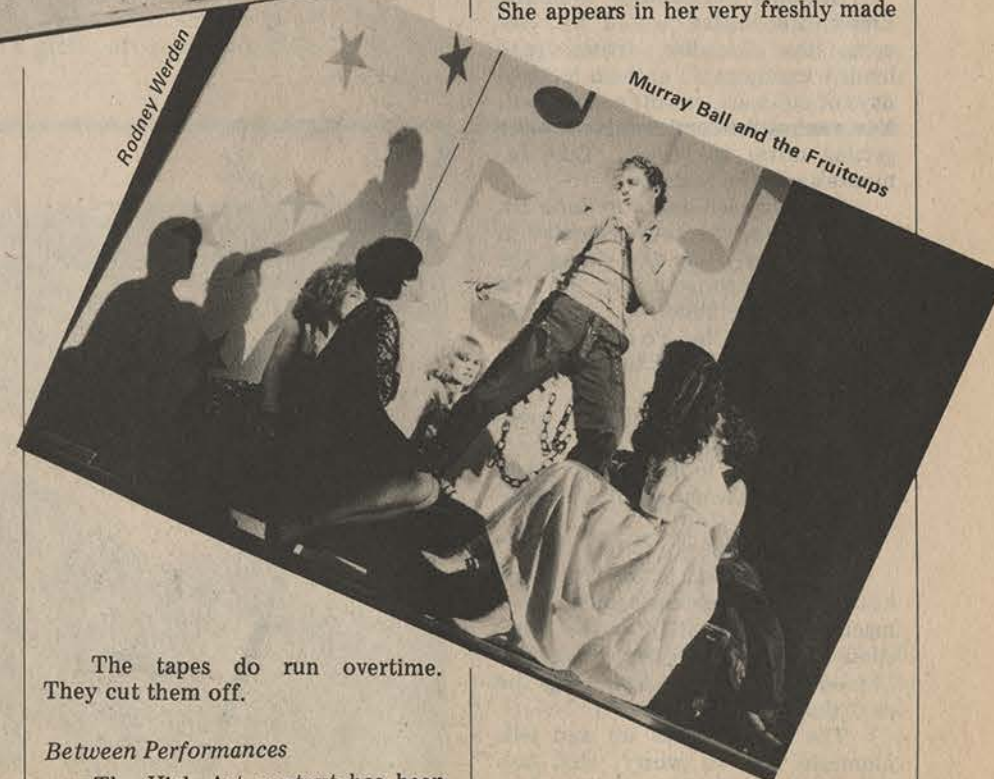 She appears in her very freshly made
Rodney Werden
Murray Ball and the Fruitcups
The tapes do run overtime.
They cut them off.
Between Performances